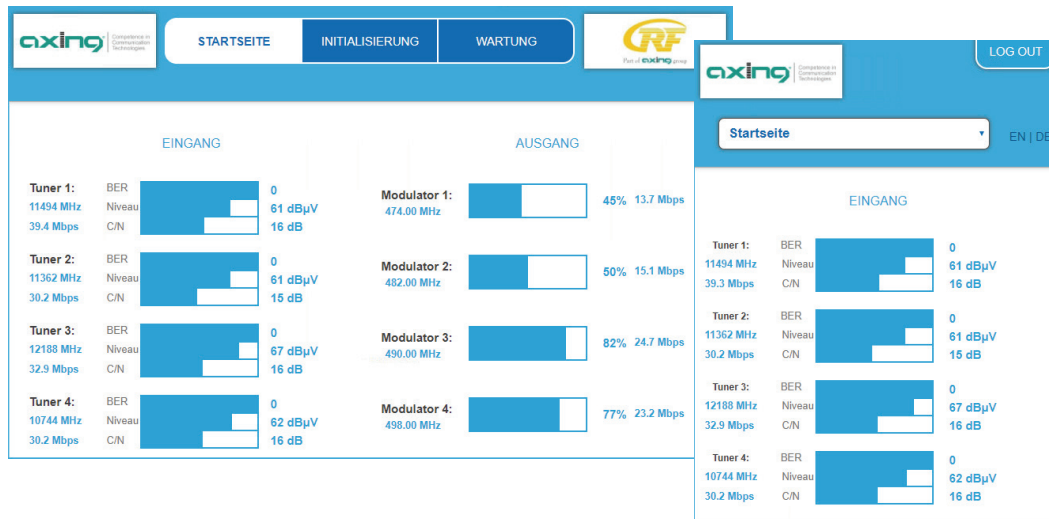 axing
Competence in
Communication
Technologies
STARTSEITE
INITIALISIERUNG
WARTUNG
CRF
Part of axing group
EINGANG
AUSGANG
Tuner 1:
BER
0
11494 MHz
Niveau
61 dBµV
39.4 Mbps
C/N
16 dB
Modulator 1:
474.00 MHz
45% 13.7 Mbps
Tuner 2:
BER
0
11362 MHz
Niveau
61 dBµV
30.2 Mbps
C/N
15 dB
Modulator 2:
482.00 MHz
50% 15.1 Mbps
Tuner 3:
BER
0
12188 MHz
Niveau
67 dBµV
32.9 Mbps
C/N
16 dB
Modulator 3:
490.00 MHz
82% 24.7 Mbps
Tuner 4:
BER
0
10744 MHz
Niveau
62 dBµV
30.2 Mbps
C/N
16 dB
Modulator 4:
498.00 MHz
77% 23.2 Mbps
LOG OUT
axing
Competence in
Communication
Technologies
Startseite
EN | DE
EINGANG
Tuner 1:
BER
0
11494 MHz
Niveau
61 dBµV
39.3 Mbps
C/N
16 dB
Tuner 2:
BER
0
11362 MHz
Niveau
61 dBµV
30.2 Mbps
C/N
15 dB
Tuner 3:
BER
0
12188 MHz
Niveau
67 dBµV
32.9 Mbps
C/N
16 dB
Tuner 4:
BER
0
10744 MHz
Niveau
62 dBµV
30.2 Mbps
C/N
16 dB